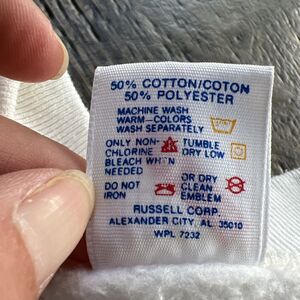 50% COTTON/COTON
50% POLYESTER
MACHINE WASH
WARM-COLORS
WASH SEPARATELY
ONLY NON- TUMBLE
CHLORINE DRY LOW
BLEACH WHEN
NEEDED OR DRY
DO NOT CLEAN
IRON EMBLEM
RUSSELL CORP.
ALEXANDER CITY, AL 35010
WPL 7232